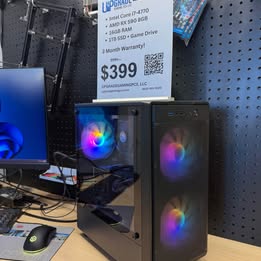 UPGRADE
• Intel Core i7-4770
• AMD RX 590 8GB
• 16GB RAM
• 1TB SSD + Game Drive
3 Month Warranty!
$399
UPGRADEGAMINGPCS, LLC